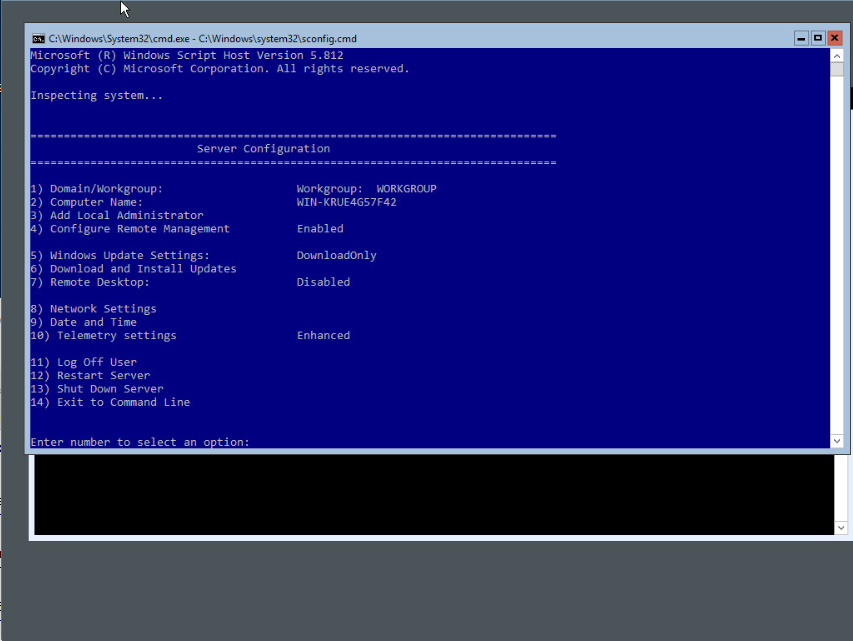 C:\Windows\System32\cmd.exe - C:\Windows\system32\sconfig.cmd
Microsoft (R) Windows Script Host Version 5.812
Copyright (C) Microsoft Corporation. All rights reserved.
Inspecting system...
===============================================================================
Server Configuration
===============================================================================
1) Domain/Workgroup: Workgroup: WORKGROUP
2) Computer Name: WIN-KRUE4G57F42
3) Add Local Administrator
4) Configure Remote Management Enabled
5) Windows Update Settings: DownloadOnly
6) Download and Install Updates
7) Remote Desktop: Disabled
8) Network Settings
9) Date and Time
10) Telemetry settings Enhanced
11) Log Off User
12) Restart Server
13) Shut Down Server
14) Exit to Command Line
Enter number to select an option: